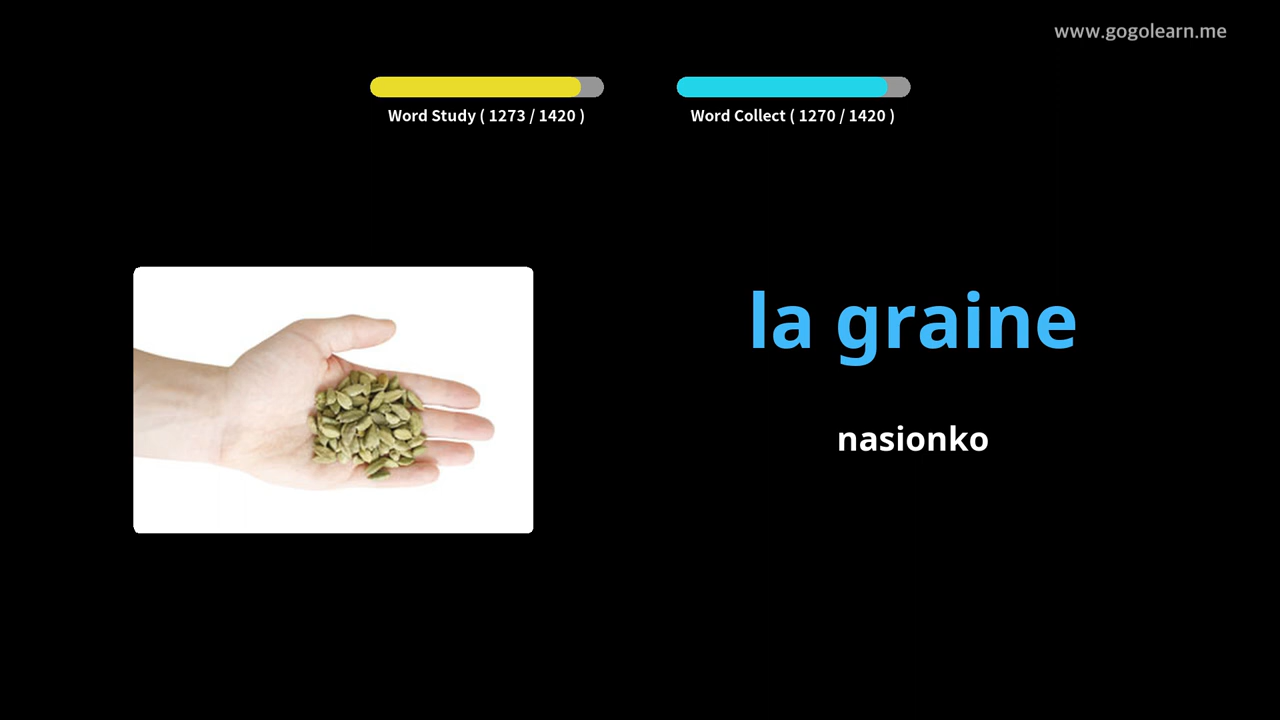 www.gogolearn.me
Word Study ( 1273 / 1420 )
Word Collect ( 1270 / 1420 )
la graine
nasionko